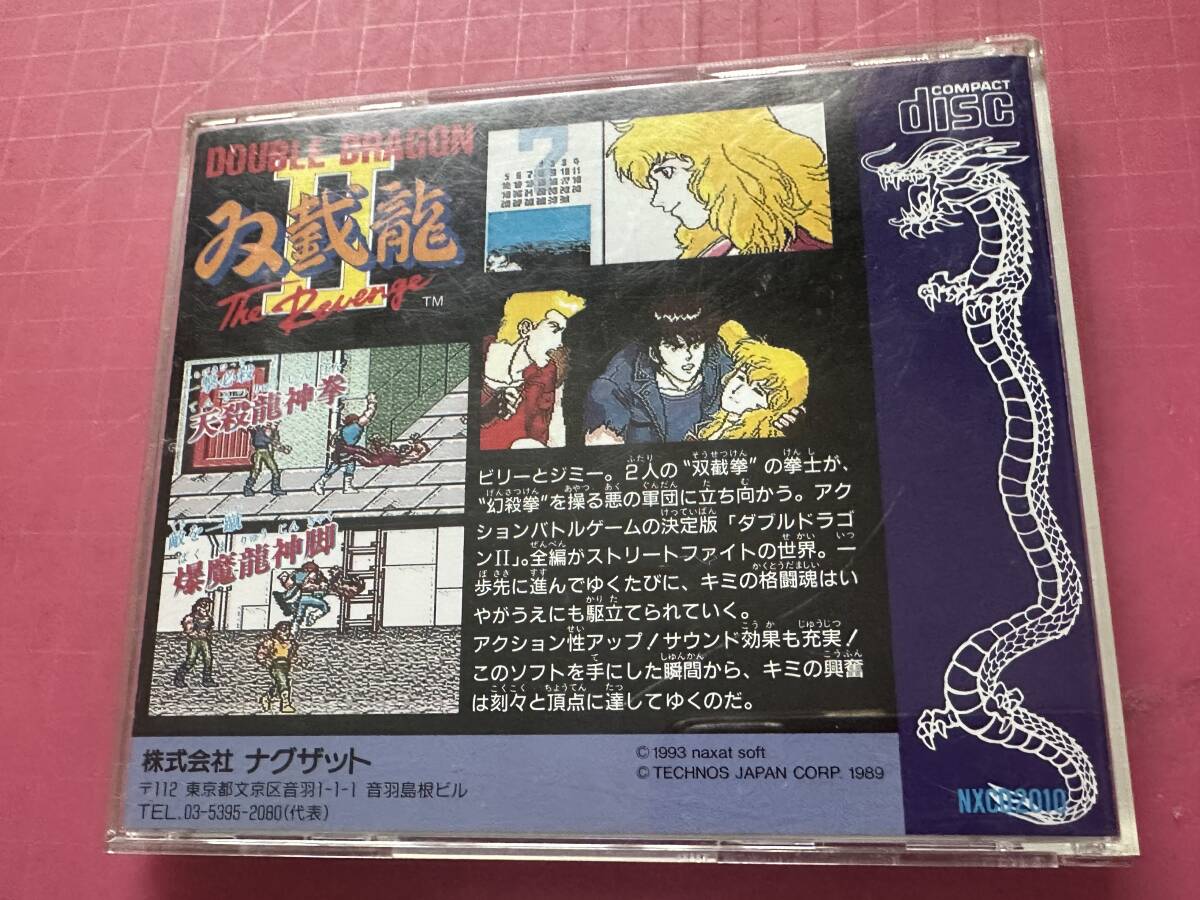 COMPACT
disc
DOUBLE DRAGON
II
双截龍
The Revenge
TM
7
天殺龍神拳
爆魔龍神脚
ビリーとジミー。2人の“双截拳”の拳士が、
“幻殺拳”を操る悪の軍団に立ち向かう。アク
ションバトルゲームの決定版「ダブルドラゴ
ンII」。全編がストリートファイトの世界。一
歩先に進んでゆくたびに、キミの格闘魂はい
やがうえにも駆立てられていく。
アクション性アップ!サウンド効果も充実!
このソフトを手にした瞬間から、キミの興奮
は刻々と頂点に達してゆくのだ。
株式会社 ナグザット
〒112 東京都文京区音羽1-1-1 音羽島根ビル
TEL.03-5395-2080(代表)
© 1993 naxat soft
© TECHNOS JAPAN CORP. 1989
NXCD2010